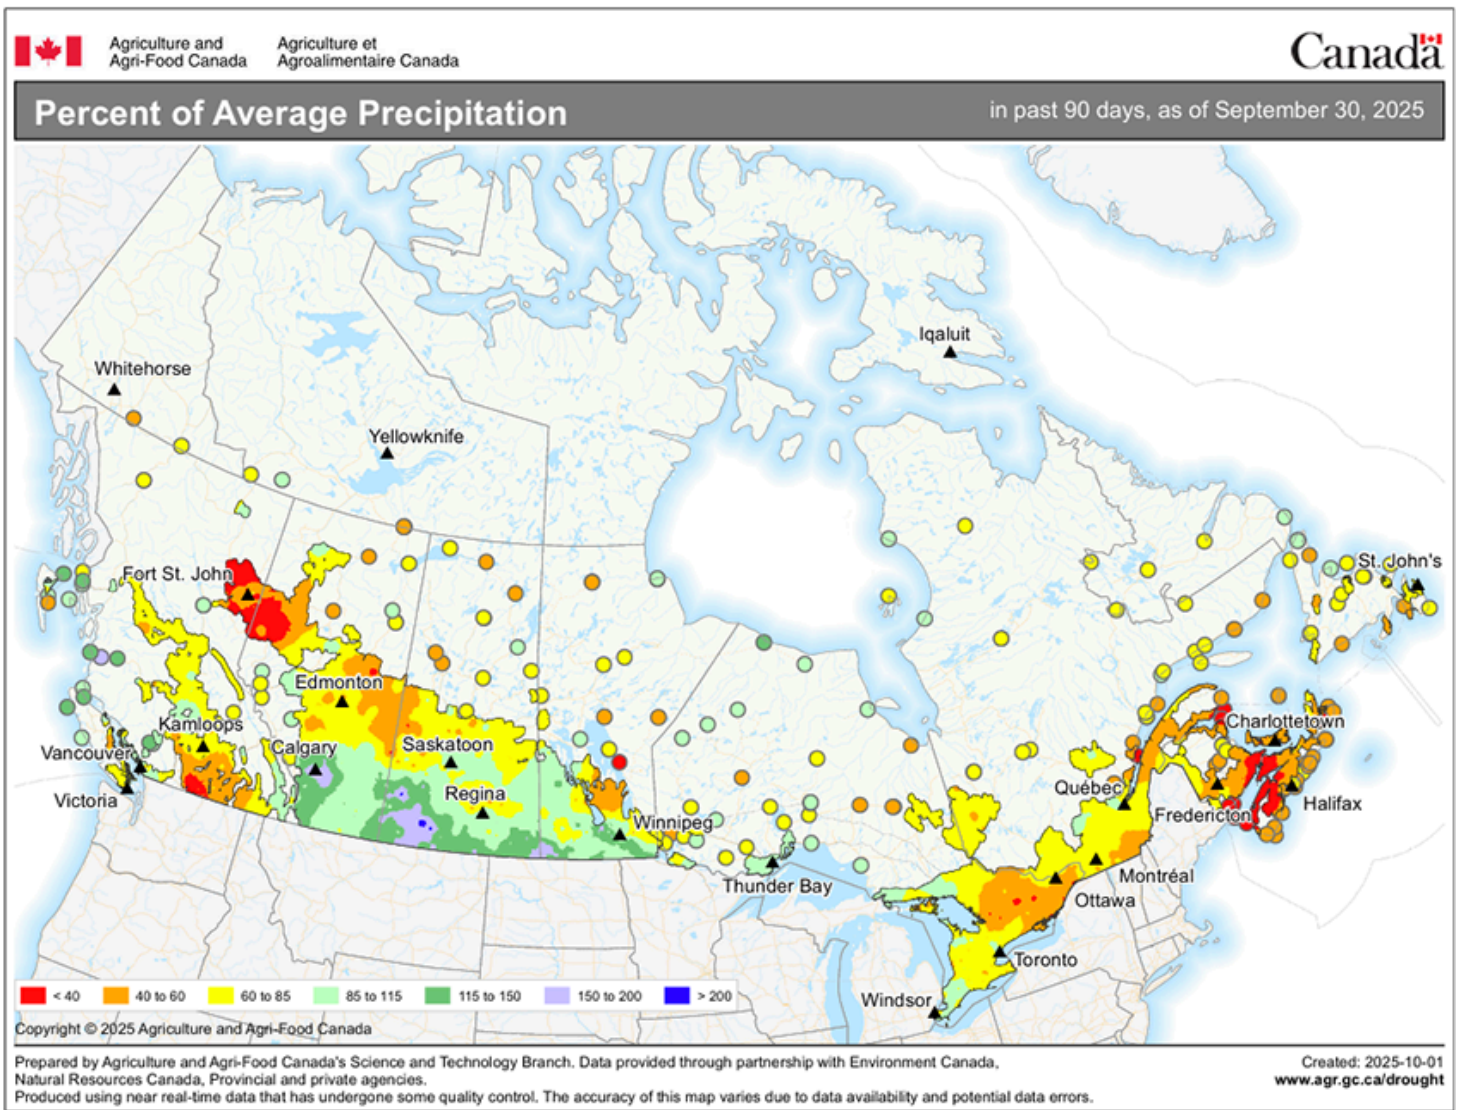 Agriculture and
Agri-Food Canada
Agriculture et
Agroalimentaire Canada
Canada
Percent of Average Precipitation
in past 90 days, as of September 30, 2025
Iqaluit
Whitehorse
Yellowknife
St. John's
Fort St. John
Edmonton
Charlottetown
Kamloops
Calgary
Saskatoon
Vancouver
Regina
Québec
Victoria
Halifax
Fredericton
Winnipeg
Montréal
Thunder Bay
Ottawa
Toronto
Windsor
< 40
40 to 60
60 to 85
85 to 115
115 to 150
150 to 200
> 200
Copyright © 2025 Agriculture and Agri-Food Canada
Prepared by Agriculture and Agri-Food Canada's Science and Technology Branch. Data provided through partnership with Environment Canada,
Natural Resources Canada, Provincial and private agencies.
Produced using near real-time data that has undergone some quality control. The accuracy of this map varies due to data availability and potential data errors.
Created: 2025-10-01
www.agr.gc.ca/drought